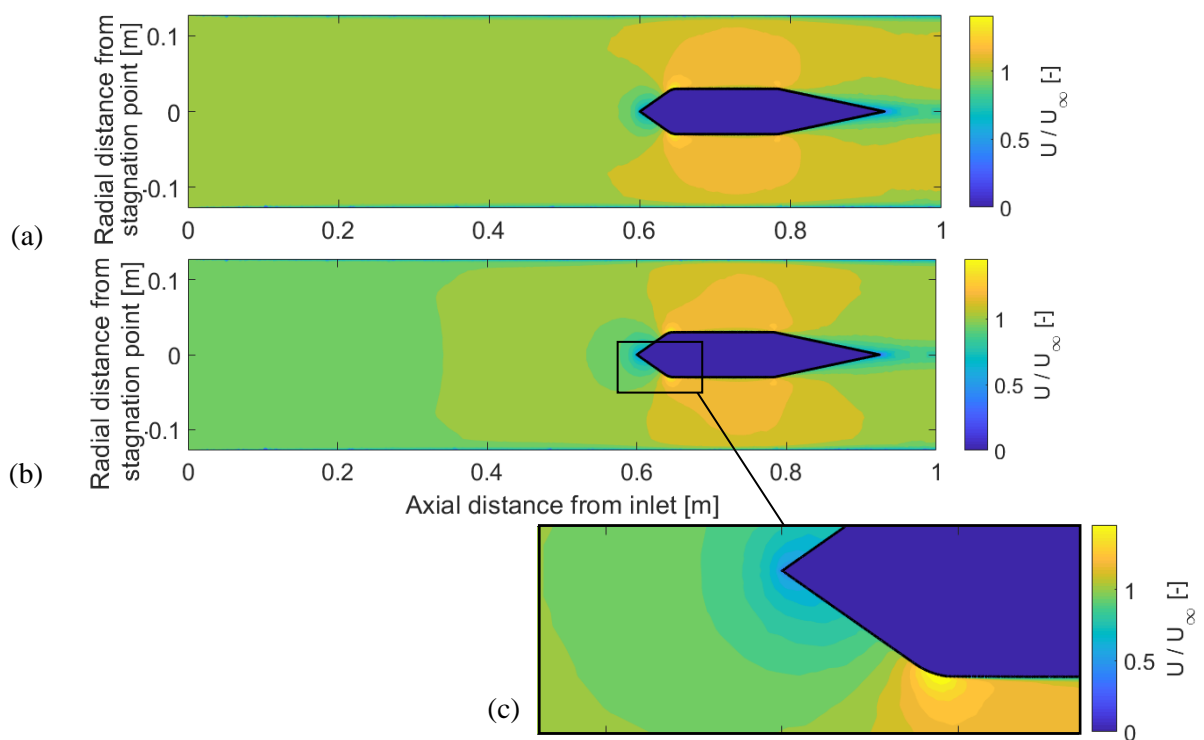 Radial distance from
stagnation point [m]
0.1
0
-0.1
0
0.2
0.4
0.6
0.8
1
1
0.5
0
U / U∞ [-]
(a)
Radial distance from
stagnation point [m]
0.1
0
-0.1
0
0.2
0.4
0.6
0.8
1
1
0.5
0
U / U∞ [-]
(b)
Axial distance from inlet [m]
1
0.5
0
U / U∞ [-]
(c)